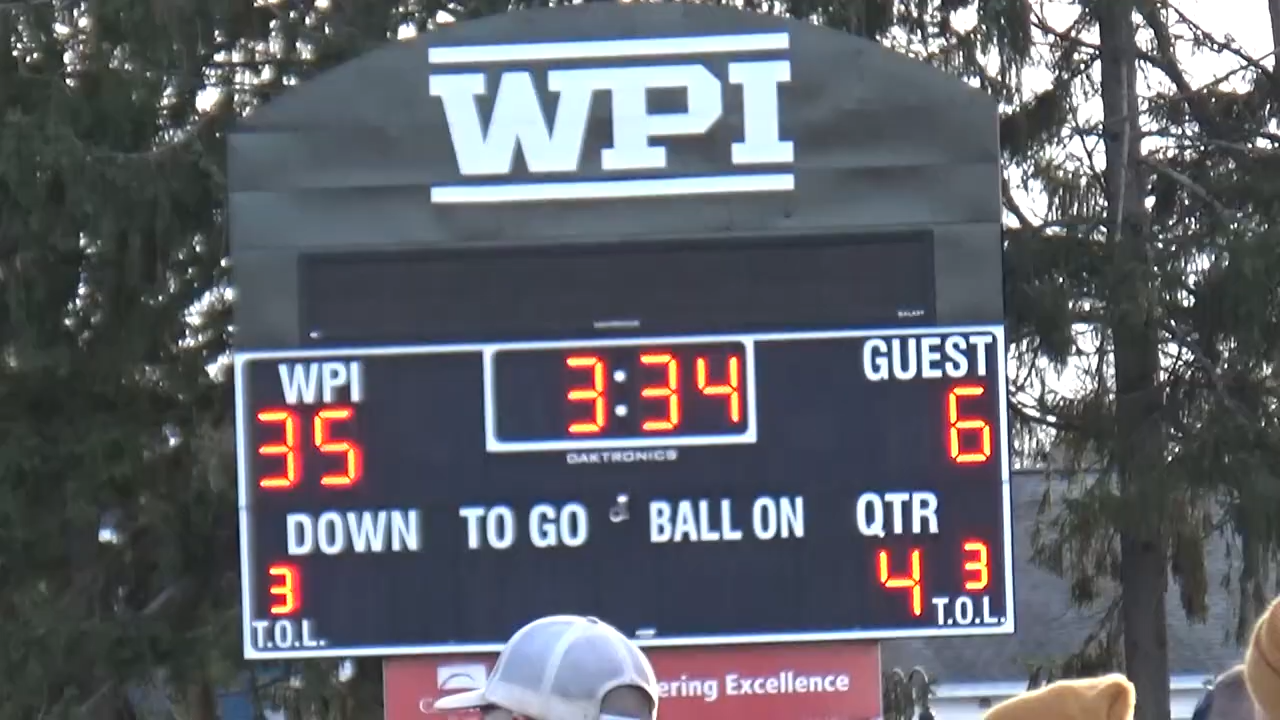 WPI
WPI 3:34 GUEST
35 6
DAKTRONICS
DOWN TO GO BALL ON QTR
3 4 3
T.O.L. T.O.L.
ering Excellence